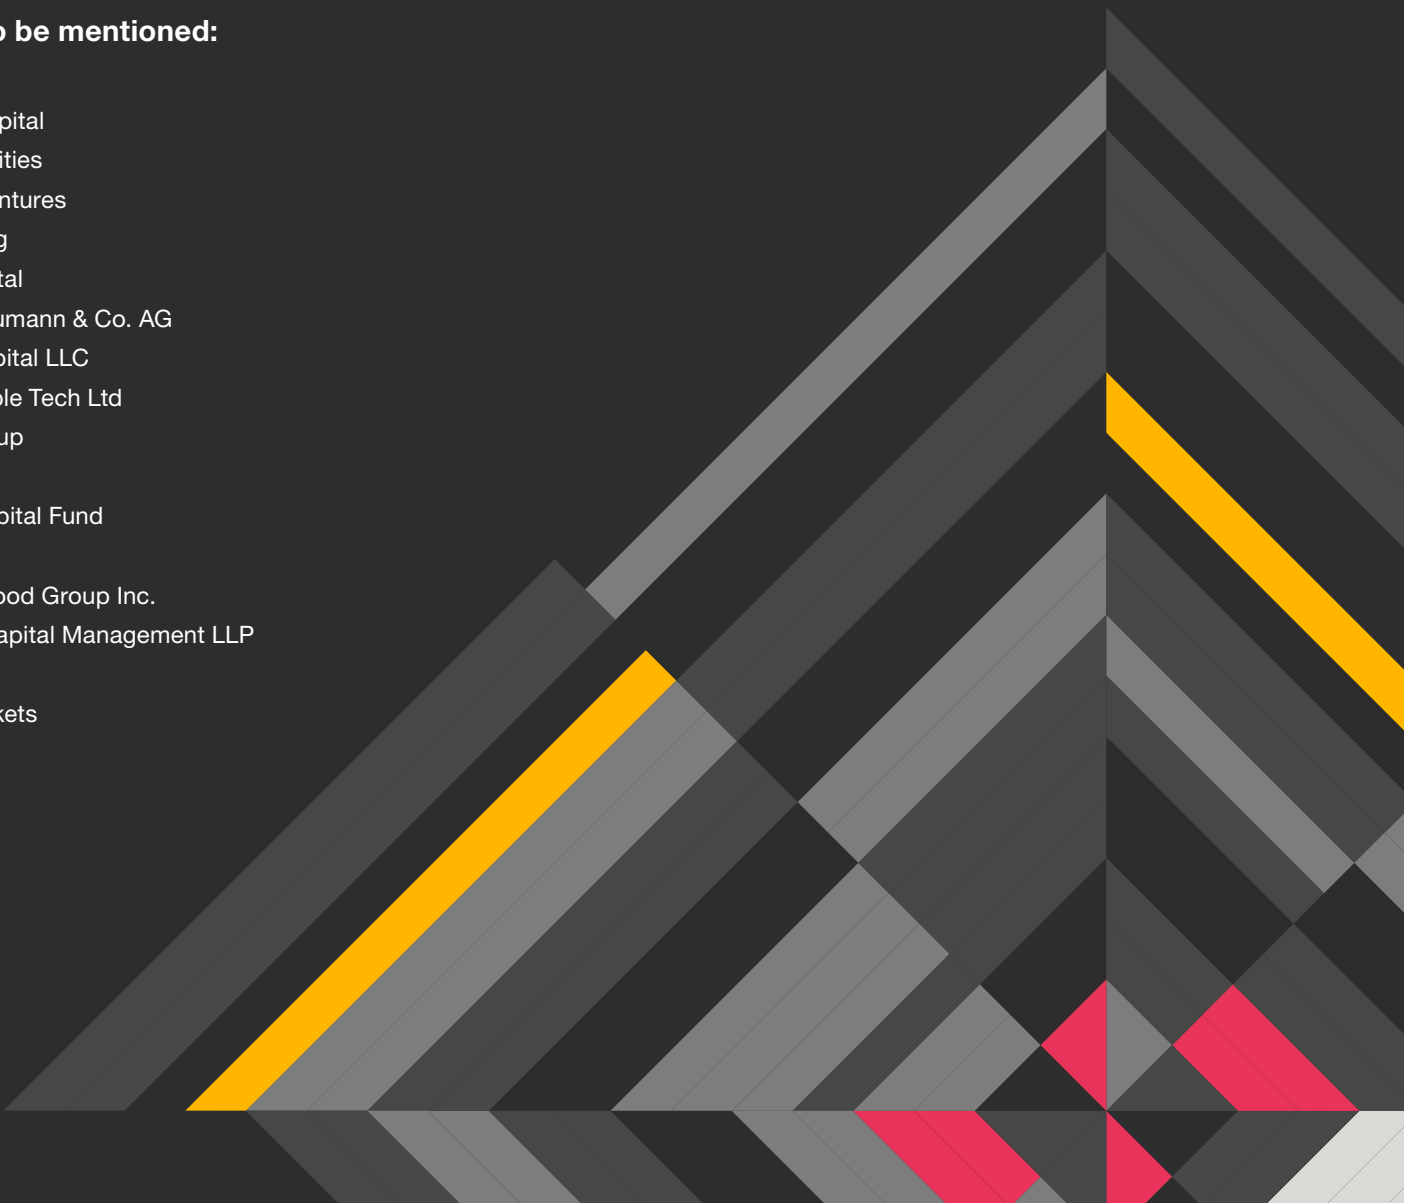 o be mentioned:
pital
ities
ntures
g
tal
umann & Co. AG
pital LLC
ble Tech Ltd
up
pital Fund
ood Group Inc.
apital Management LLP
kets